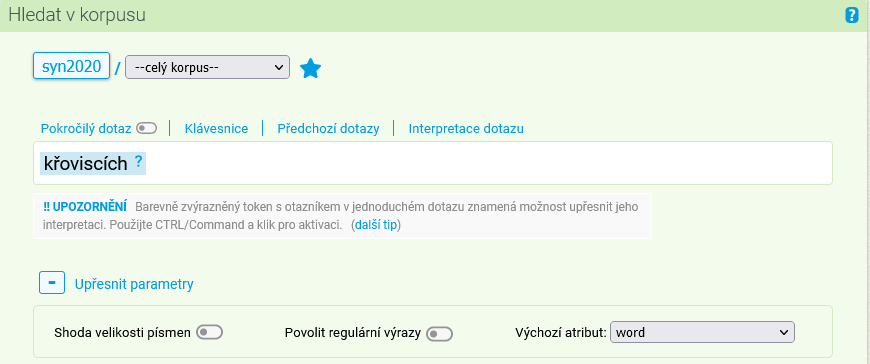 Hledat v korpusu ?
syn2020 / --celý korpus--
Pokročilý dotaz Klávesnice Předchozí dotazy Interpretace dotazu
křoviscích ?
!! UPOZORNĚNÍ Barevně zvýrazněný token s otazníkem v jednoduchém dotazu znamená možnost upřesnit jeho
interpretaci. Použijte CTRL/Command a klik pro aktivaci. (další tip)
- Upřesnit parametry
Shoda velikosti písmen Povolit regulární výrazy Výchozí atribut: word